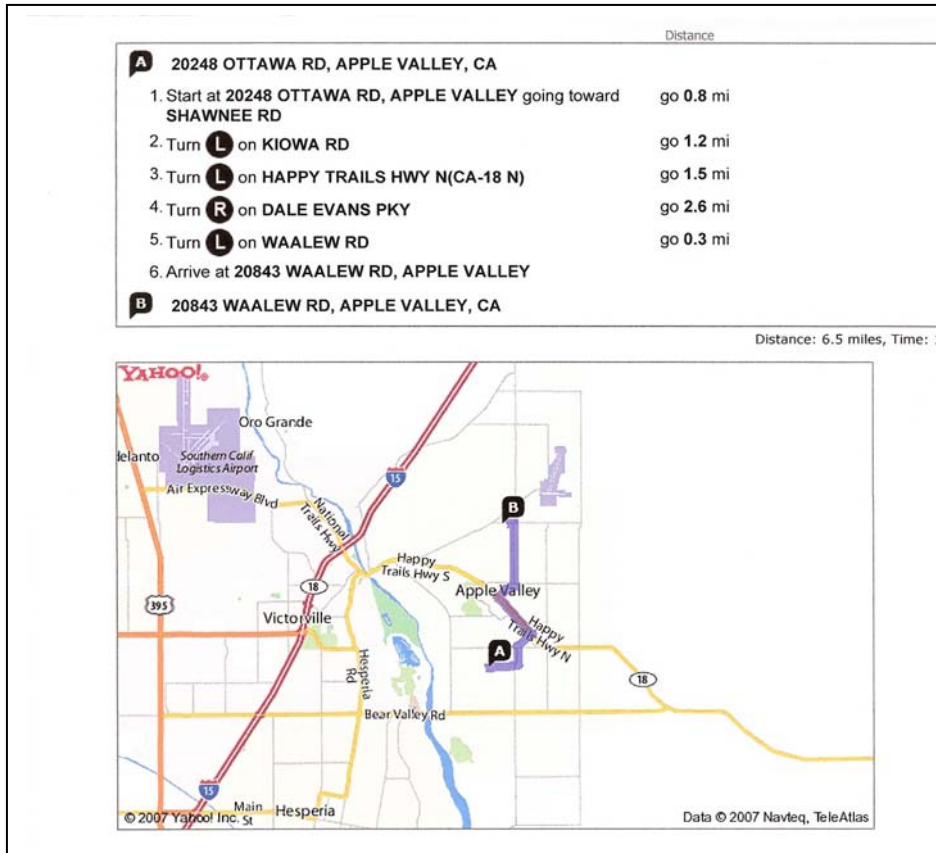 Distance
A 20248 OTTAWA RD, APPLE VALLEY, CA
1. Start at 20248 OTTAWA RD, APPLE VALLEY going toward go 0.8 mi
SHAWNEE RD
2. Turn L on KIOWA RD go 1.2 mi
3. Turn L on HAPPY TRAILS HWY N(CA-18 N) go 1.5 mi
4. Turn R on DALE EVANS PKY go 2.6 mi
5. Turn L on WAALEW RD go 0.3 mi
6. Arrive at 20843 WAALEW RD, APPLE VALLEY
B 20843 WAALEW RD, APPLE VALLEY, CA
Distance: 6.5 miles, Time:
YAHOO!
Oro Grande
delanto
Southern Calif
Logistics Airport
15
Air Expressway Blvd
National
Trails Hwy
B
Happy
Trails Hwy S
18
Apple Valley
395
Victorville
Happy
Trails Hwy N
A
Hesperia
Rd
18
Bear Valley Rd
15
Main
St
Hesperia
© 2007 Yahoo! Inc.
Data © 2007 Navteq, TeleAtlas